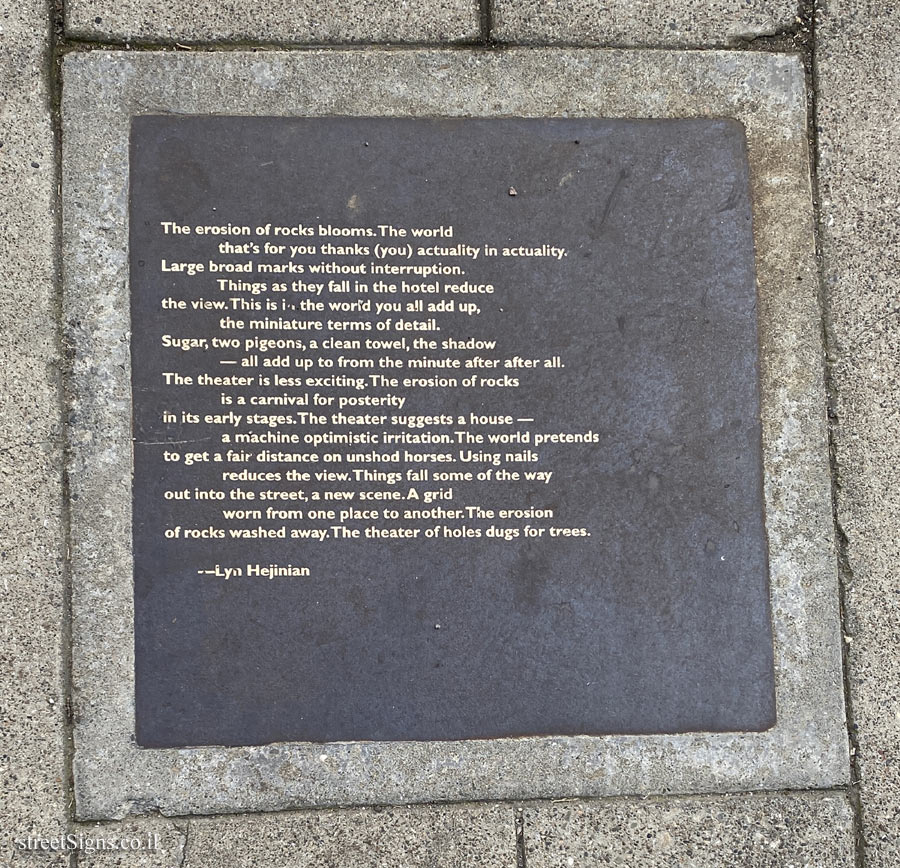 The erosion of rocks blooms. The world
that's for you thanks (you) actuality in actuality.
Large broad marks without interruption.
Things as they fall in the hotel reduce
the view. This is in the world you all add up,
the miniature terms of detail.
Sugar, two pigeons, a clean towel, the shadow
— all add up to from the minute after after all.
The theater is less exciting. The erosion of rocks
is a carnival for posterity
in its early stages. The theater suggests a house —
a machine optimistic irritation. The world pretends
to get a fair distance on unshod horses. Using nails
reduces the view. Things fall some of the way
out into the street, a new scene. A grid
worn from one place to another. The erosion
of rocks washed away. The theater of holes dugs for trees.
--Lyn Hejinian
streetSigns.co.il